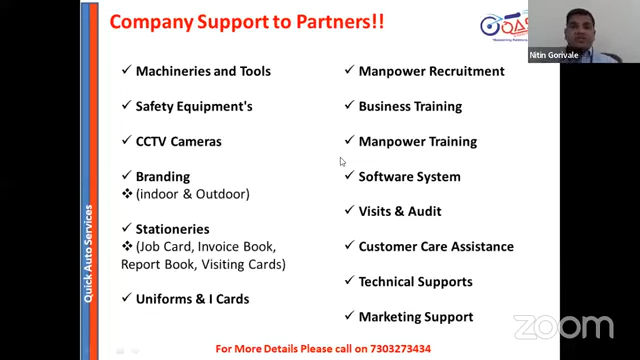 Company Support to Partners!!
QAS
Nitin Gorivale
✓ Machineries and Tools
✓ Safety Equipment's
✓ CCTV Cameras
✓ Branding
❖ (indoor & Outdoor)
✓ Stationeries
❖ (Job Card, Invoice Book,
Report Book, Visiting Cards)
✓ Uniforms & I Cards
✓ Manpower Recruitment
✓ Business Training
✓ Manpower Training
✓ Software System
✓ Visits & Audit
✓ Customer Care Assistance
✓ Technical Supports
✓ Marketing Support
Quick Auto Services
For More Details Please call on 7303273434
zoom